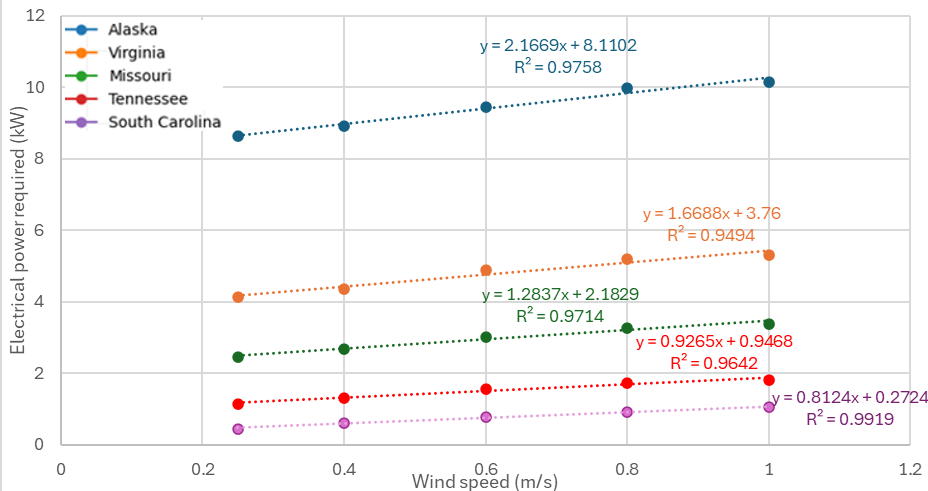 12
10
8
6
4
2
0
Electrical power required (kW)
Alaska
Virginia
Missouri
Tennessee
South Carolina
y = 2.1669x + 8.1102
R² = 0.9758
y = 1.6688x + 3.76
R² = 0.9494
y = 1.2837x + 2.1829
R² = 0.9714
y = 0.9265x + 0.9468
R² = 0.9642
y = 0.8124x + 0.2724
R² = 0.9919
0 0.2 0.4 0.6 0.8 1 1.2
Wind speed (m/s)